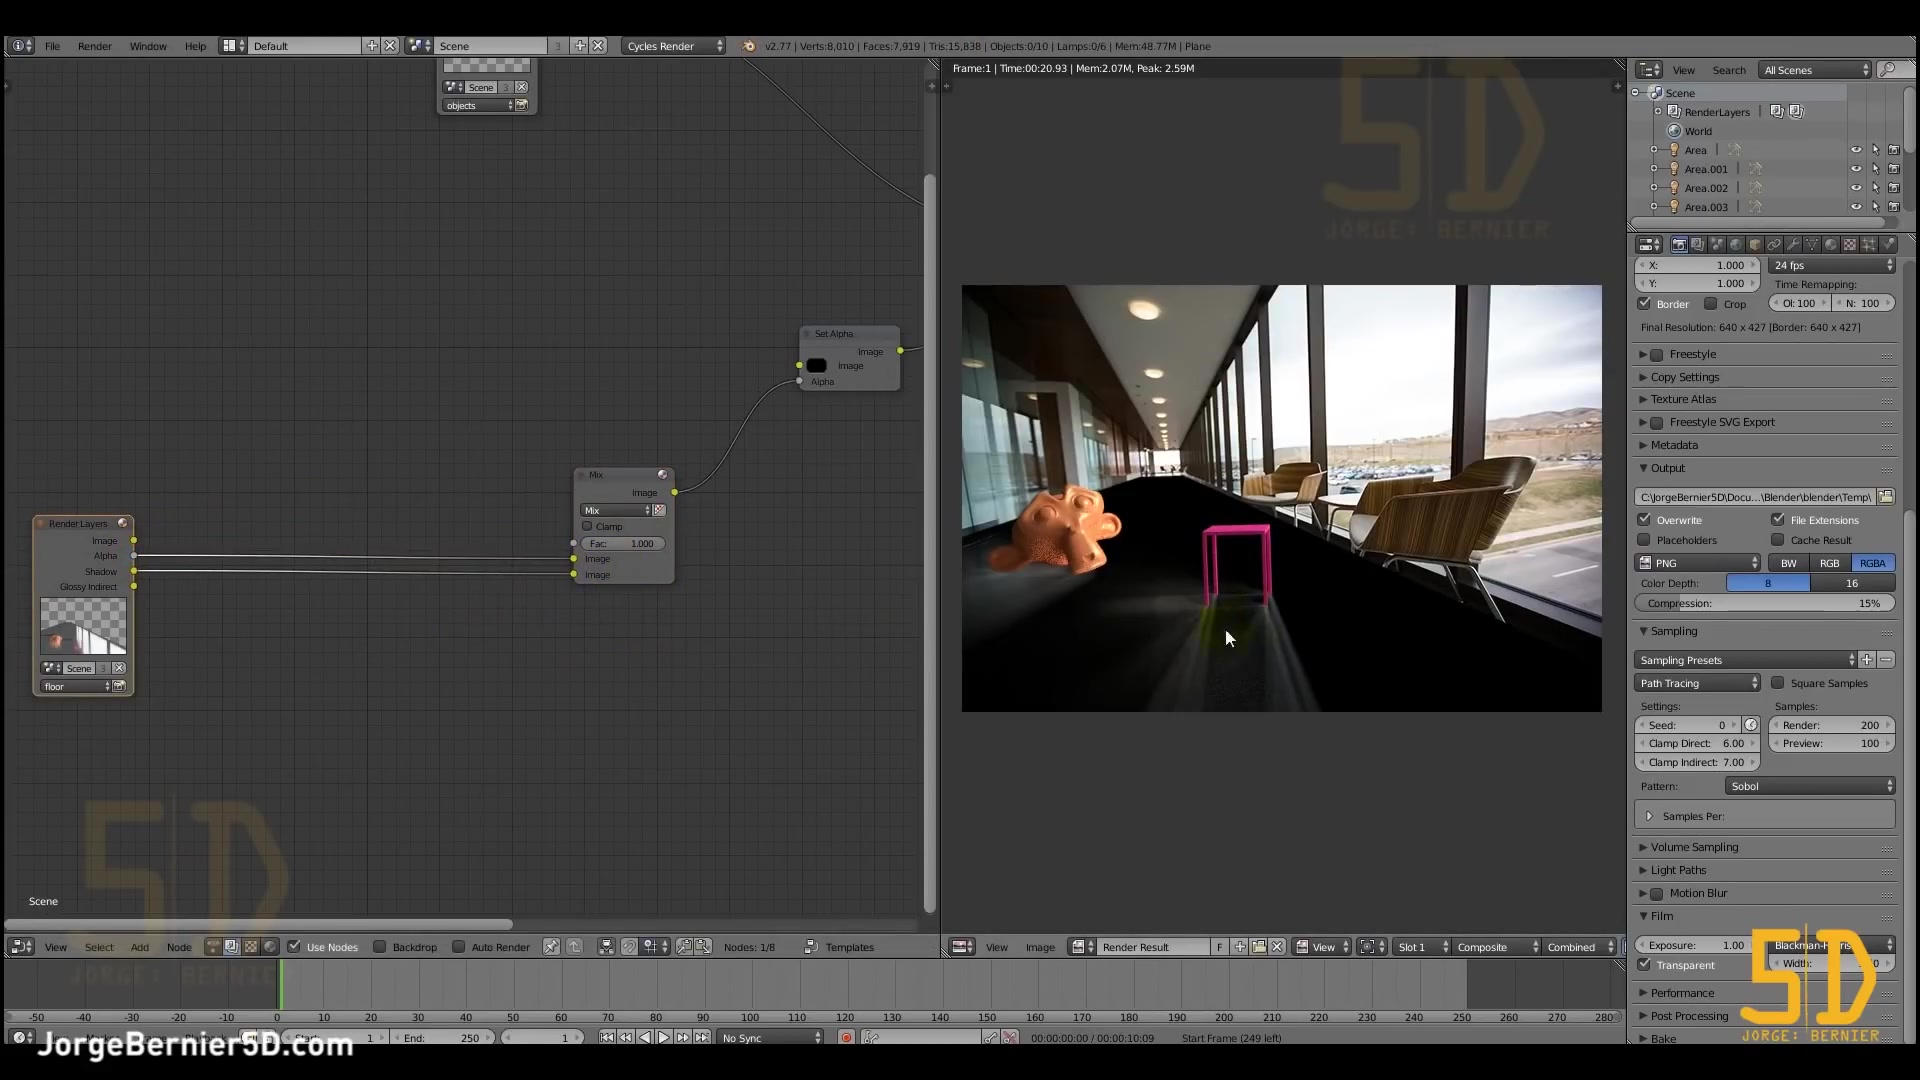 File Render Window Help Default Scene 3 Cycles Render v2.77 | Verts:8,010 | Faces:7,919 | Tris:15,838 | Objects:0/10 | Lamps:0/6 | Mem:48.77M | Plane
Scene 3
objects
Set Alpha
Image
Image
Alpha
Mix
Image
Mix
Clamp
Fac: 1.000
Image
Image
Render Layers
Image
Alpha
Shadow
Glossy Indirect
Scene 3
floor
Scene
View Select Add Node Use Nodes Backdrop Auto Render Nodes: 1/8 Templates
Frame:1 | Time:00:20.93 | Mem:2.07M, Peak: 2.59M
5D
JORGE: BERNIER
View Image Render Result F View Slot 1 Composite Combined
View Search All Scenes
Scene
RenderLayers
World
Area
Area.001
Area.002
Area.003
X: 1.000 24 fps
Y: 1.000 Time Remapping:
Border Crop Ol: 100 N: 100
Final Resolution: 640 x 427 [Border: 640 x 427]
Freestyle
Copy Settings
Texture Atlas
Freestyle SVG Export
Metadata
Output
C:\JorgeBernier5D\Docu...\Blender\blender\Temp\
Overwrite File Extensions
Placeholders Cache Result
PNG BW RGB RGBA
Color Depth: 8 16
Compression: 15%
Sampling
Sampling Presets
Path Tracing Square Samples
Settings: Samples:
Seed: 0 Render: 200
Clamp Direct: 6.00 Preview: 100
Clamp Indirect: 7.00
Pattern: Sobol
Samples Per:
Volume Sampling
Light Paths
Motion Blur
Film
Exposure: 1.00
Transparent Width:
Performance
Post Processing
Bake
5D
JORGE: BERNIER
5D
-50 -40 -30 -20 -10 0 10 20 30 40 50 60 70 80 90 100 110 120 130 140 150 160 170 180 190 200 210 220 230 240 250 260 270 280
1 End: 250 1 No Sync 00:00:00:00 / 00:00:10:09 Start Frame (249 left)
JorgeBernier5D.com